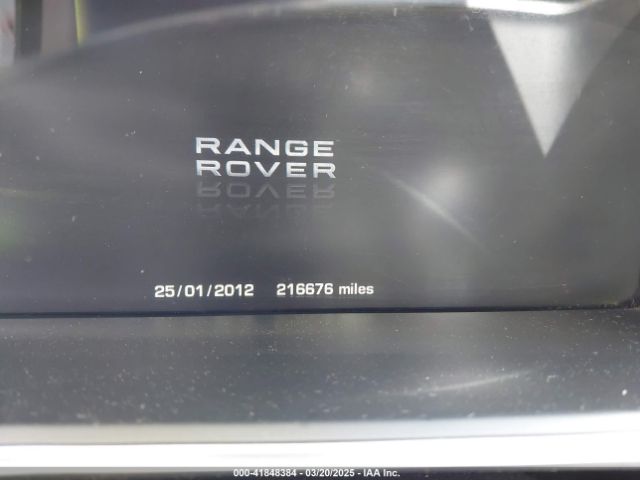 RANGE
ROVER
25/01/2012 216676 miles
000-41848384 - 03/20/2025 - IAA Inc.